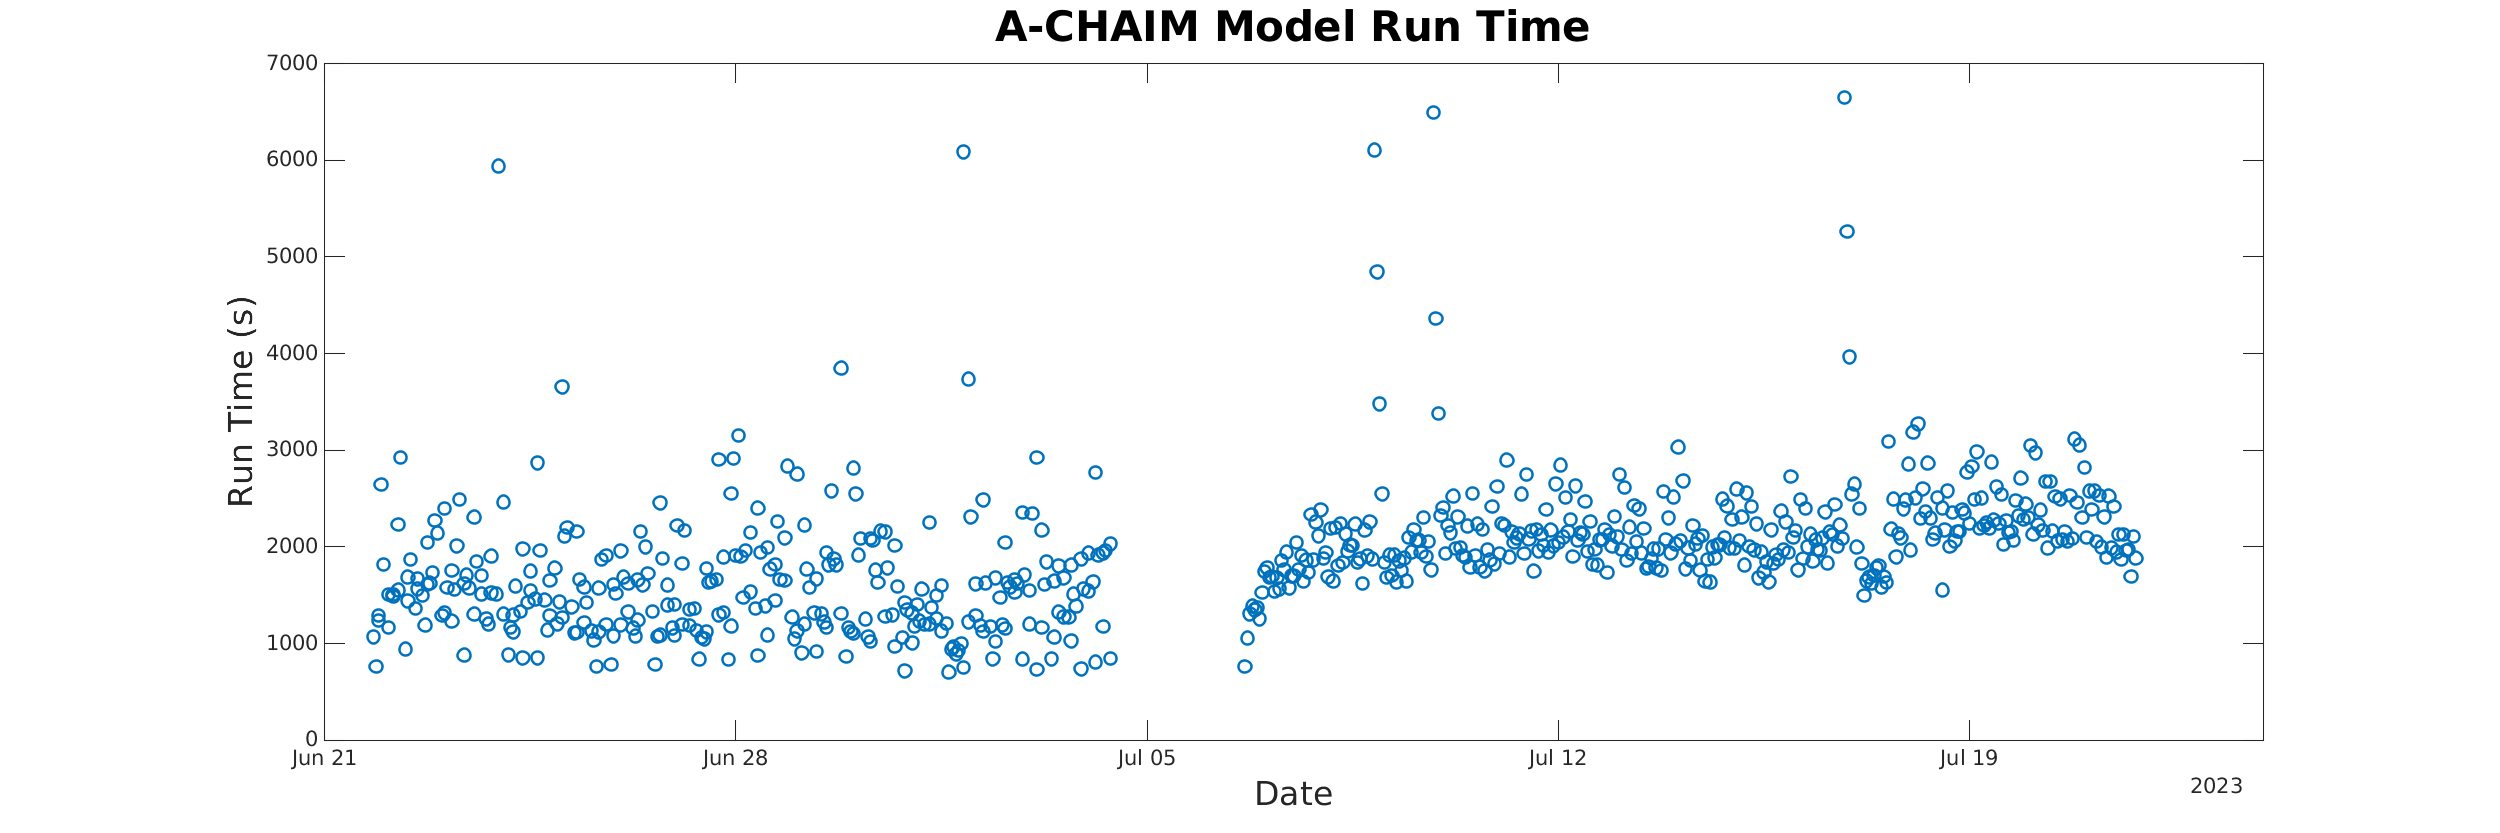 A-CHAIM Model Run Time
7000
6000
5000
4000
3000
2000
1000
0
Run Time (s)
Jun 21
Jun 28
Jul 05
Jul 12
Jul 19
2023
Date